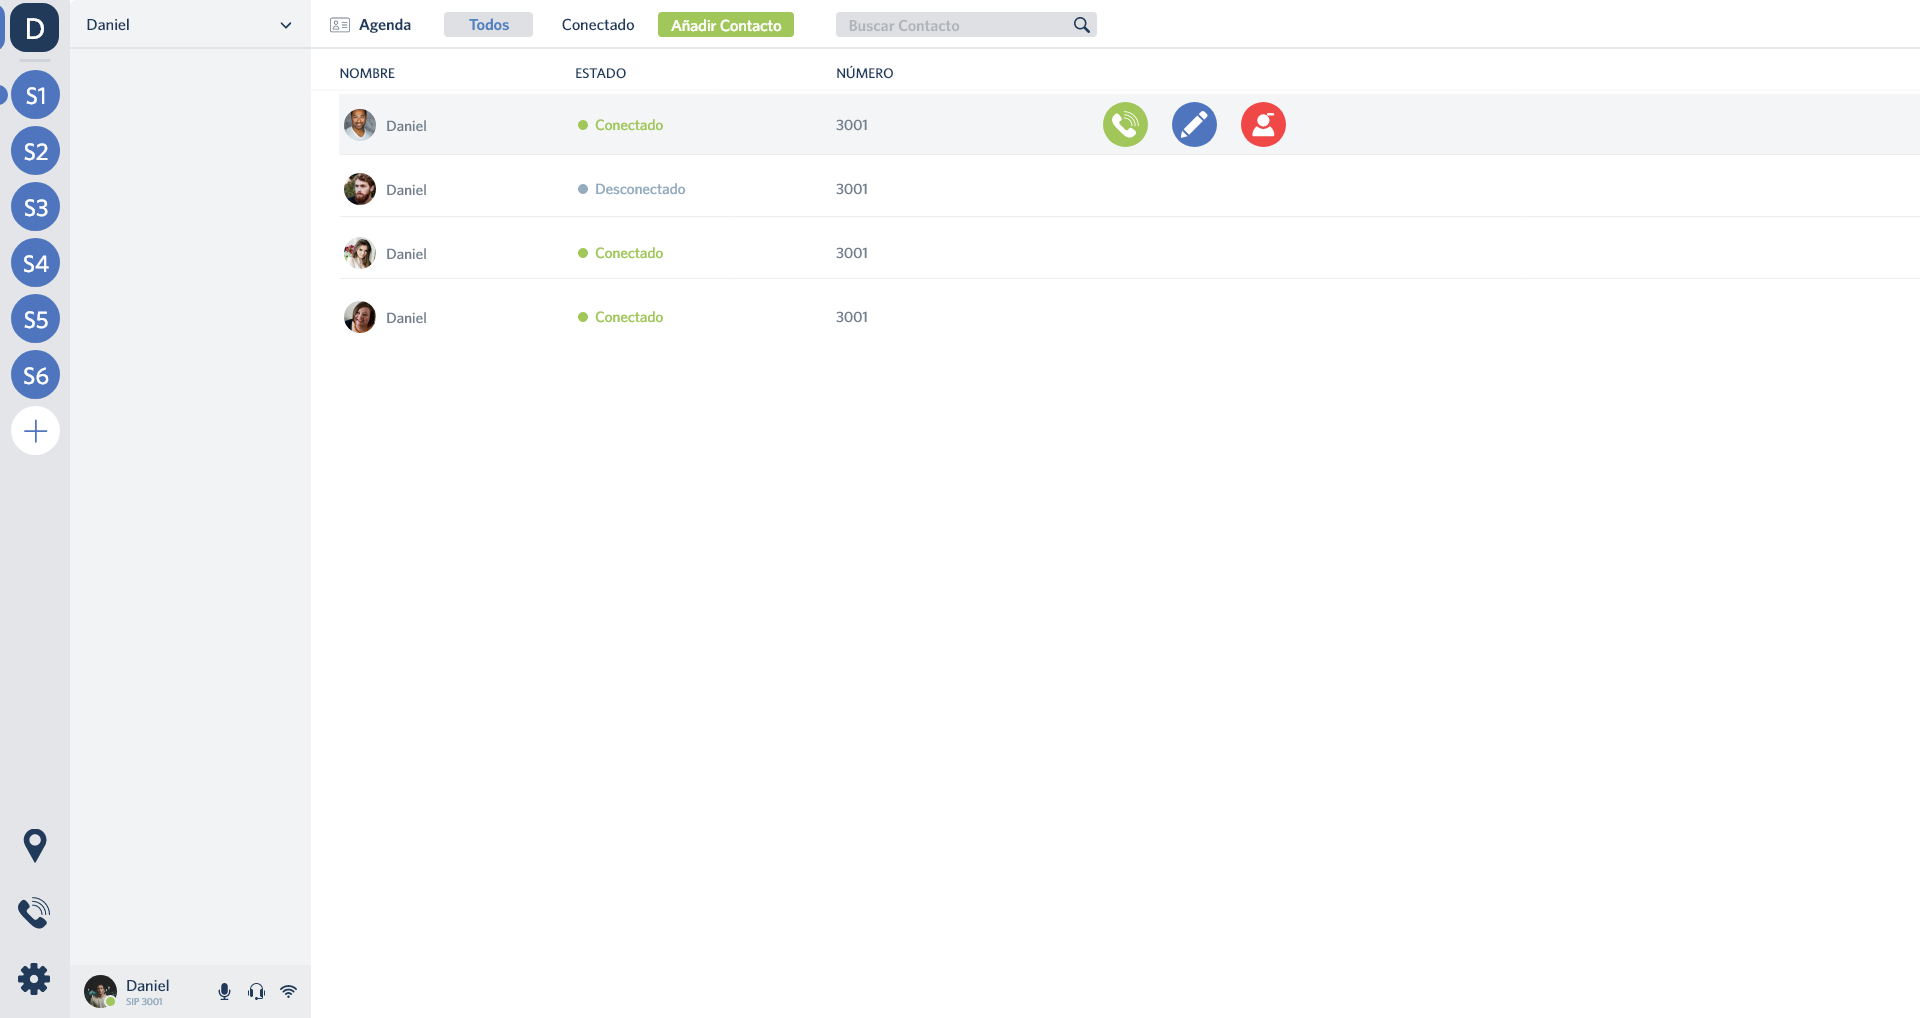 D
S1
S2
S3
S4
S5
S6
Daniel
Agenda
Todos
Conectado
Añadir Contacto
Buscar Contacto
NOMBRE ESTADO NÚMERO
Daniel Conectado 3001
Daniel Desconectado 3001
Daniel Conectado 3001
Daniel Conectado 3001
Daniel
SIP 3001